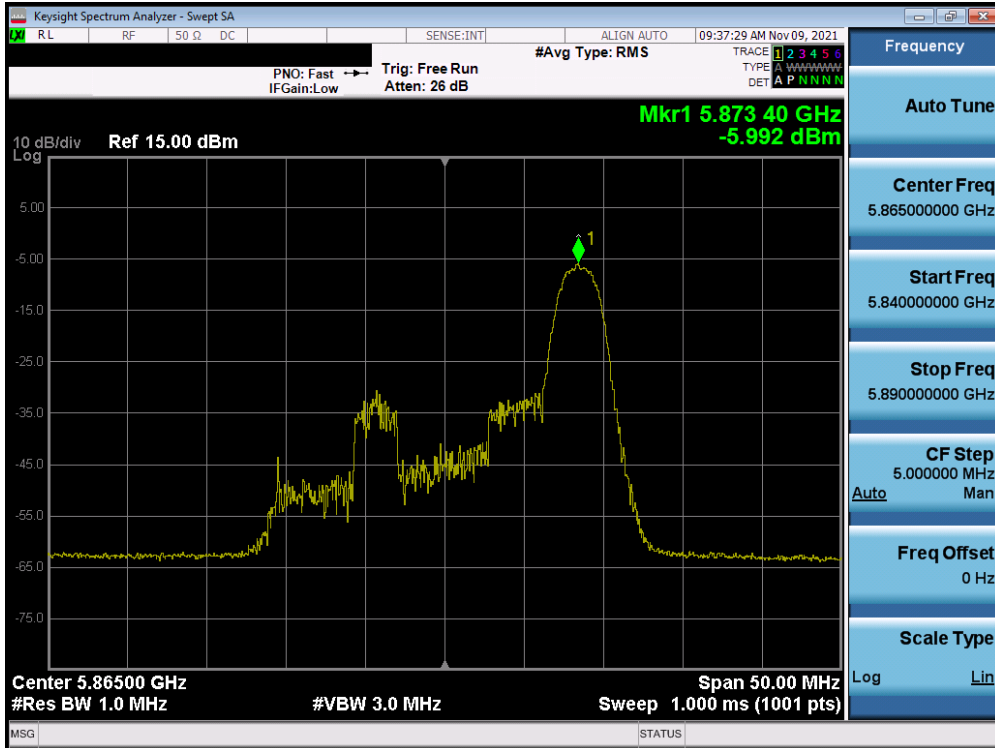 Keysight Spectrum Analyzer - Swept SA
LXI RL RF 50 Ω DC SENSE:INT ALIGN AUTO 09:37:29 AM Nov 09, 2021
#Avg Type: RMS TRACE 1 2 3 4 5 6
PNO: Fast Trig: Free Run TYPE A WWWWW
IFGain:Low Atten: 26 dB DET A P N N N N
Mkr1 5.873 40 GHz
-5.992 dBm
10 dB/div Ref 15.00 dBm
Log
1
5.00
-5.00
-15.0
-25.0
-35.0
-45.0
-55.0
-65.0
-75.0
Center 5.86500 GHz Span 50.00 MHz
#Res BW 1.0 MHz #VBW 3.0 MHz Sweep 1.000 ms (1001 pts)
MSG STATUS
Frequency
Auto Tune
Center Freq
5.865000000 GHz
Start Freq
5.840000000 GHz
Stop Freq
5.890000000 GHz
CF Step
5.000000 MHz
Auto Man
Freq Offset
0 Hz
Scale Type
Log Lin